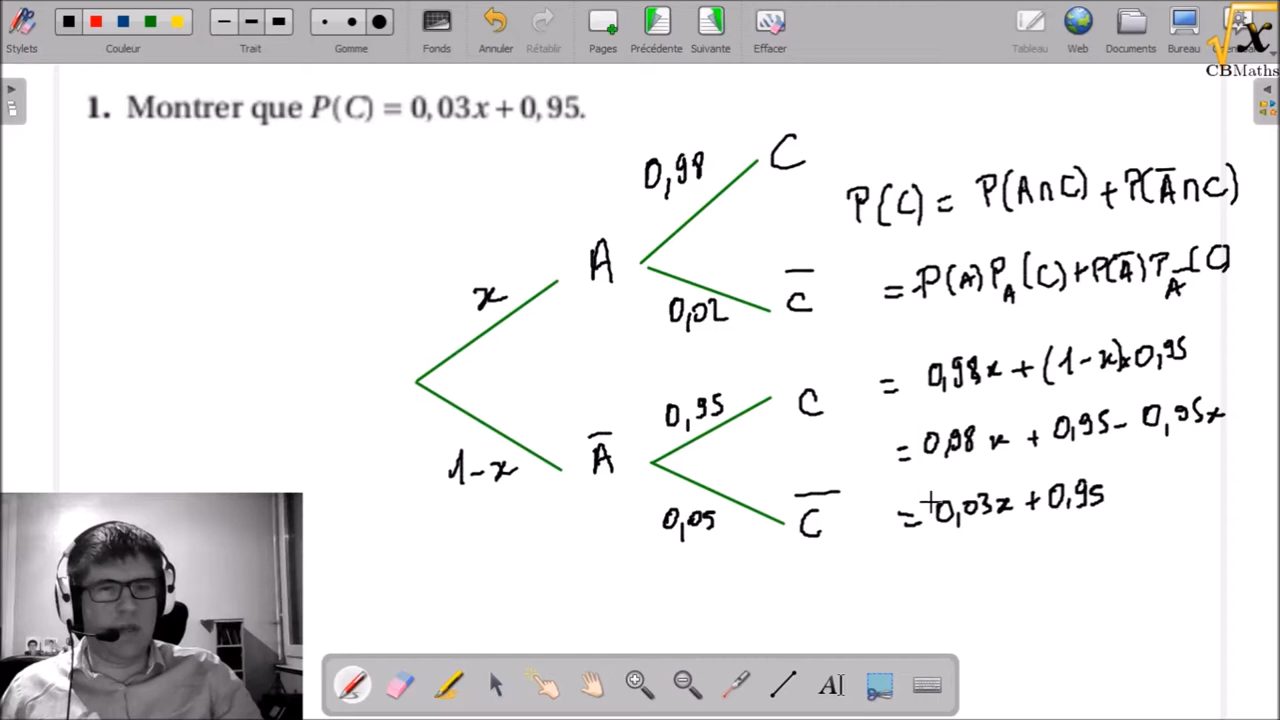 Stylets Couleur Trait Gomme Fonds Annuler Rétablir Pages Précédente Suivante Effacer Tableau Web Documents Bureau
√x
CBMaths
1. Montrer que P(C) = 0,03x + 0,95.
0,98 C
P(C) = P(A∩C) + P(A̅∩C)
x A
0,02 C̅
= P(A) P_A(C) + P(A̅) P_A̅(C)
0,95 C
= 0,98x + (1-x)×0,95
1-x A̅
= 0,98x + 0,95 - 0,95x
0,05 C̅
= 0,03x + 0,95
AI